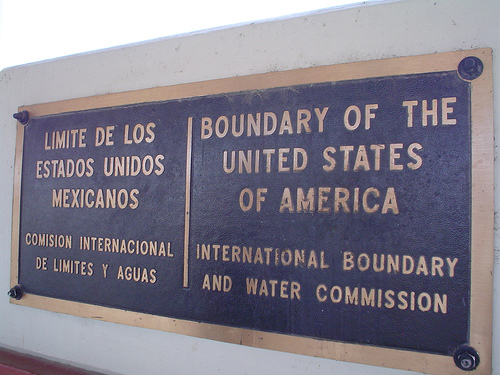 LIMITE DE LOS
ESTADOS UNIDOS
MEXICANOS
COMISION INTERNACIONAL
DE LIMITES Y AGUAS
BOUNDARY OF THE
UNITED STATES
OF AMERICA
INTERNATIONAL BOUNDARY
AND WATER COMMISSION